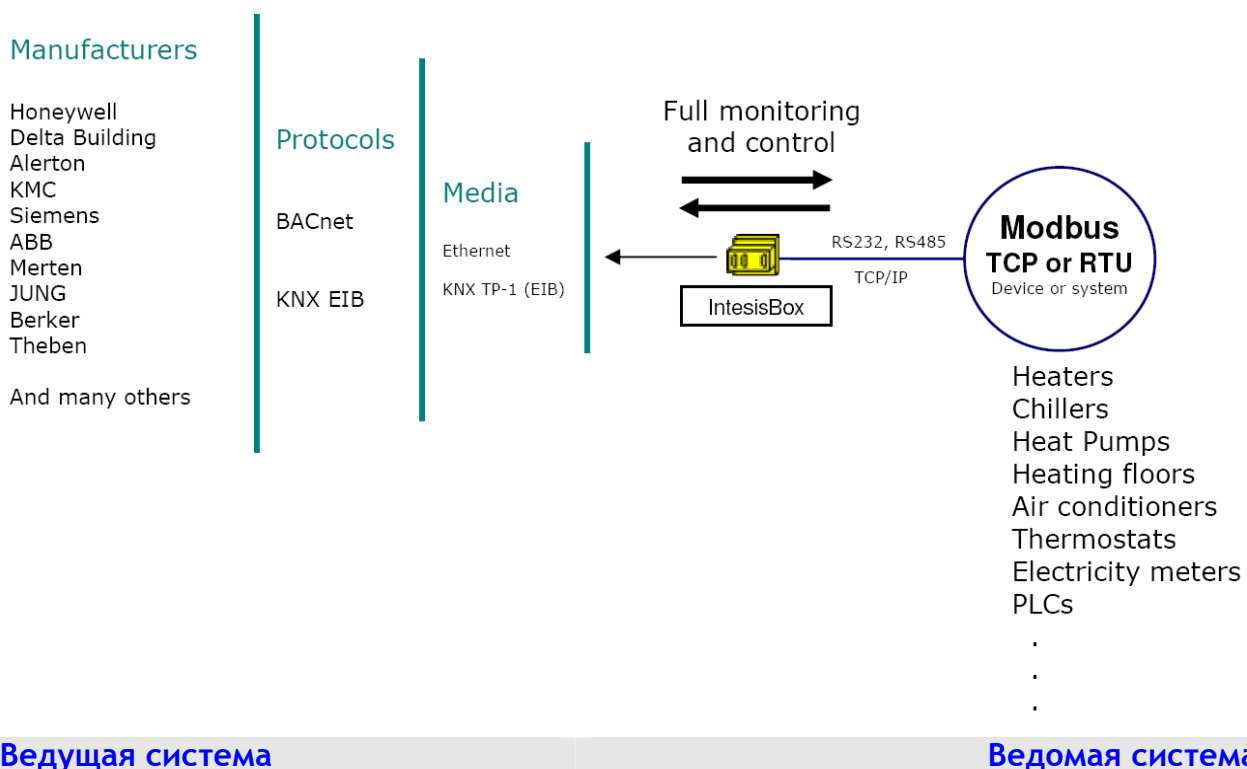 Manufacturers
Honeywell
Delta Building
Alerton
KMC
Siemens
ABB
Merten
JUNG
Berker
Theben
And many others
Protocols
BACnet
KNX EIB
Media
Ethernet
KNX TP-1 (EIB)
Full monitoring
and control
IntesisBox
RS232, RS485
TCP/IP
Modbus
TCP or RTU
Device or system
Heaters
Chillers
Heat Pumps
Heating floors
Air conditioners
Thermostats
Electricity meters
PLCs
.
.
.
Ведущая система
Ведомая система